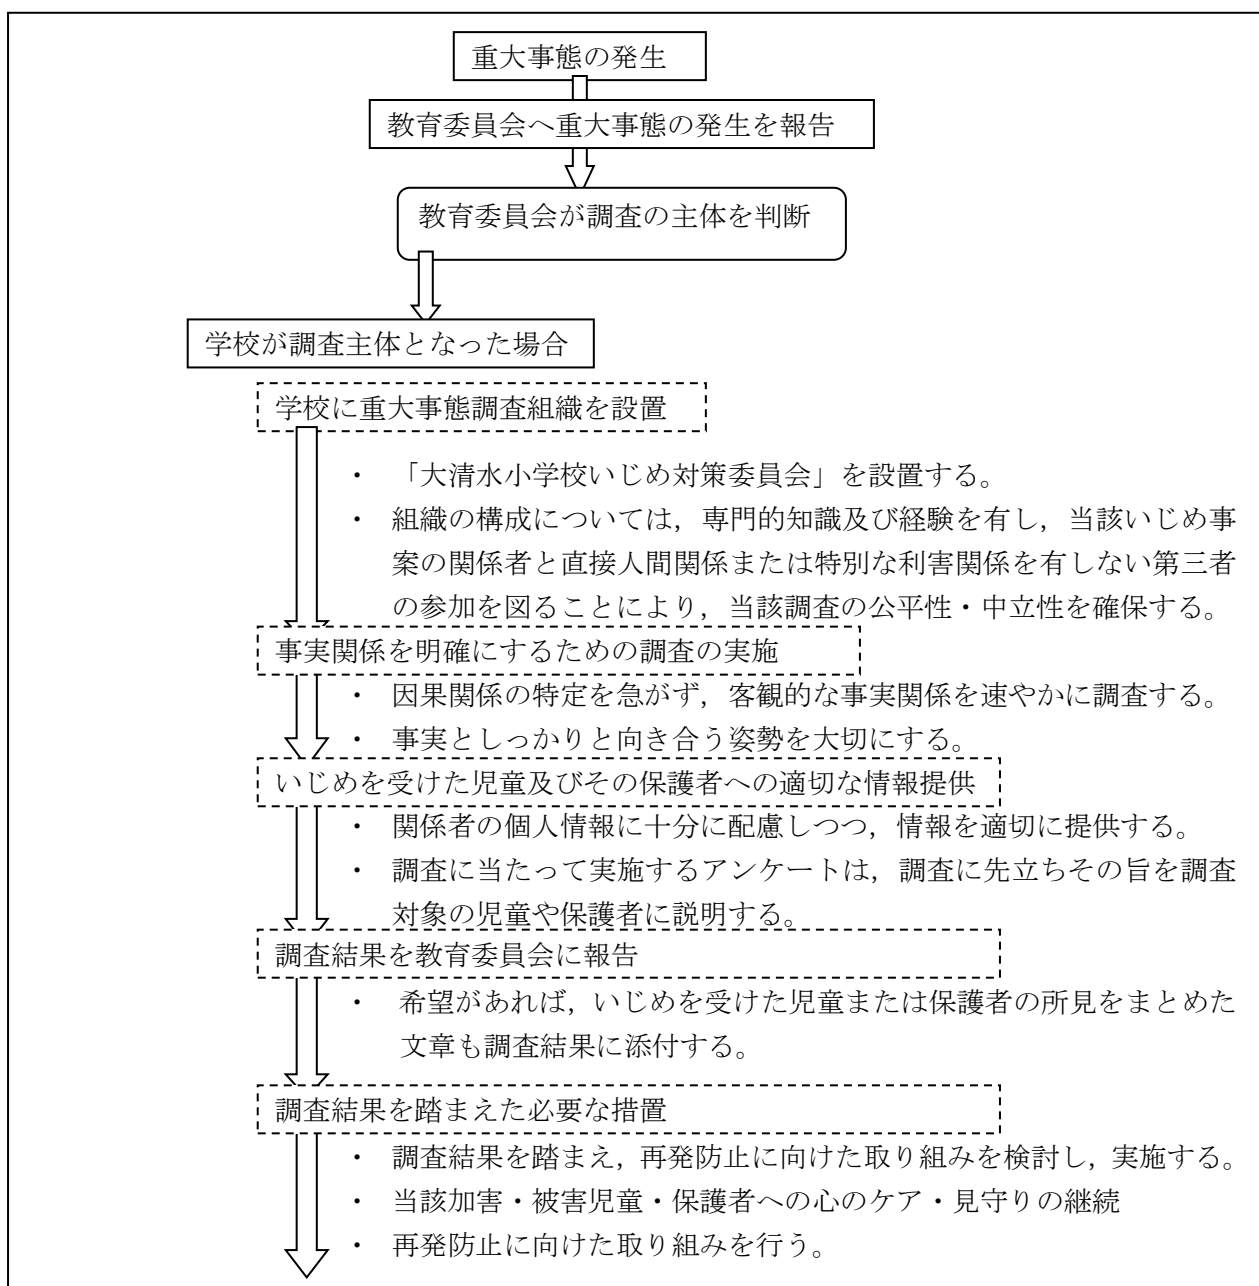 重大事態の発生
教育委員会へ重大事態の発生を報告
教育委員会が調査の主体を判断
学校が調査主体となった場合
学校に重大事態調査組織を設置
・ 「大清水小学校いじめ対策委員会」を設置する。
・ 組織の構成については，専門的知識及び経験を有し，当該いじめ事
案の関係者と直接人間関係または特別な利害関係を有しない第三者
の参加を図ることにより，当該調査の公平性・中立性を確保する。
事実関係を明確にするための調査の実施
・ 因果関係の特定を急がず，客観的な事実関係を速やかに調査する。
・ 事実としっかりと向き合う姿勢を大切にする。
いじめを受けた児童及びその保護者への適切な情報提供
・ 関係者の個人情報に十分に配慮しつつ，情報を適切に提供する。
・ 調査に当たって実施するアンケートは，調査に先立ちその旨を調査
対象の児童や保護者に説明する。
調査結果を教育委員会に報告
・ 希望があれば，いじめを受けた児童または保護者の所見をまとめた
文章も調査結果に添付する。
調査結果を踏まえた必要な措置
・ 調査結果を踏まえ，再発防止に向けた取り組みを検討し，実施する。
・ 当該加害・被害児童・保護者への心のケア・見守りの継続
・ 再発防止に向けた取り組みを行う。